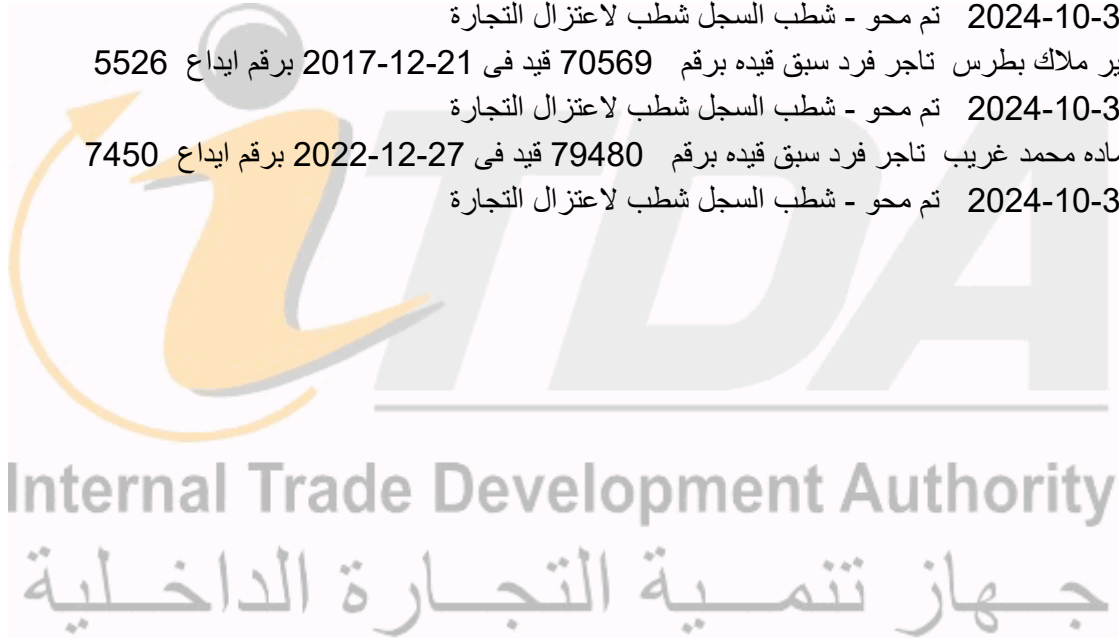 2024-10-3 تم محو - شطب السجل شطب لاعتزال التجارة
ير ملاك بطرس تاجر فرد سبق قيده برقم 70569 قيد فى 21-12-2017 برقم ايداع 5526
2024-10-3 تم محو - شطب السجل شطب لاعتزال التجارة
ماده محمد غريب تاجر فرد سبق قيده برقم 79480 قيد فى 27-12-2022 برقم ايداع 7450
2024-10-3 تم محو - شطب السجل شطب لاعتزال التجارة
iTDA
Internal Trade Development Authority
جهاز تنمية التجارة الداخلية